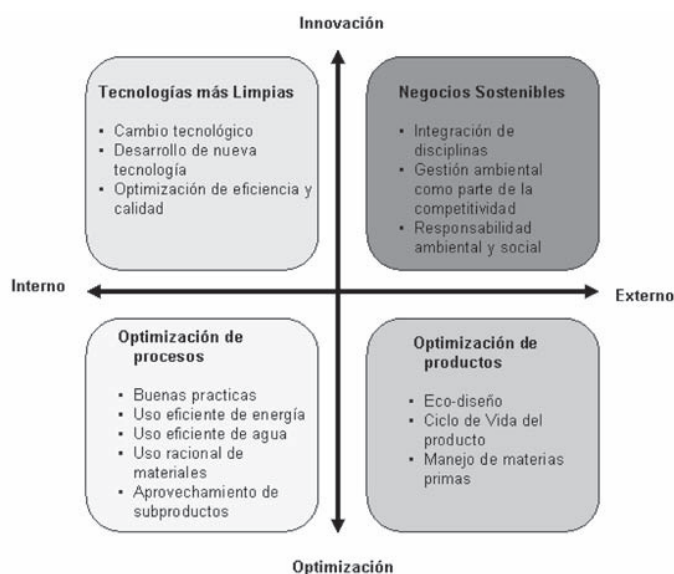 Innovación
Tecnologías más Limpias
▪ Cambio tecnológico
▪ Desarrollo de nueva
tecnología
▪ Optimización de eficiencia y
calidad
Negocios Sostenibles
▪ Integración de
disciplinas
▪ Gestión ambiental
como parte de la
competitividad
▪ Responsabilidad
ambiental y social
Interno
Externo
Optimización de
procesos
▪ Buenas practicas
▪ Uso eficiente de energía
▪ Uso eficiente de agua
▪ Uso racional de
materiales
▪ Aprovechamiento de
subproductos
Optimización de
productos
▪ Eco-diseño
▪ Ciclo de Vida del
producto
▪ Manejo de materias
primas
Optimización